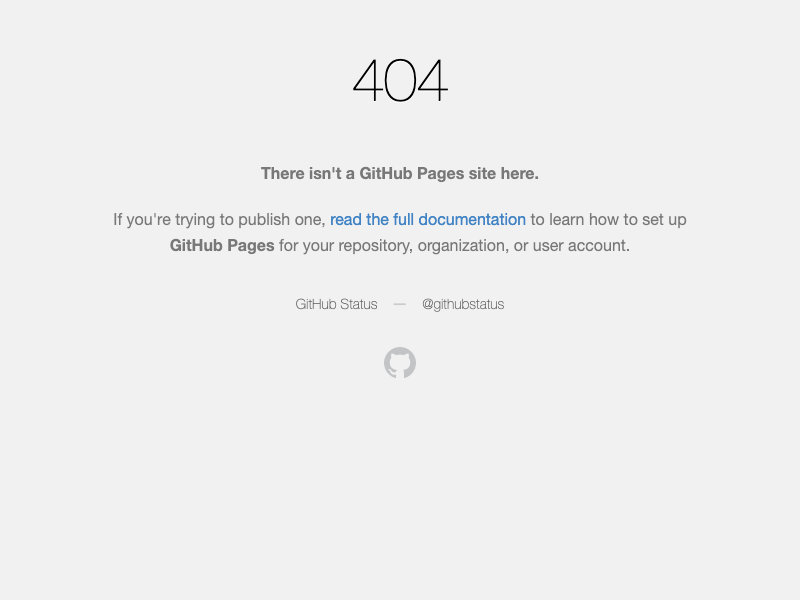 404
There isn't a GitHub Pages site here.
If you're trying to publish one, read the full documentation to learn how to set up
GitHub Pages for your repository, organization, or user account.
GitHub Status — @githubstatus